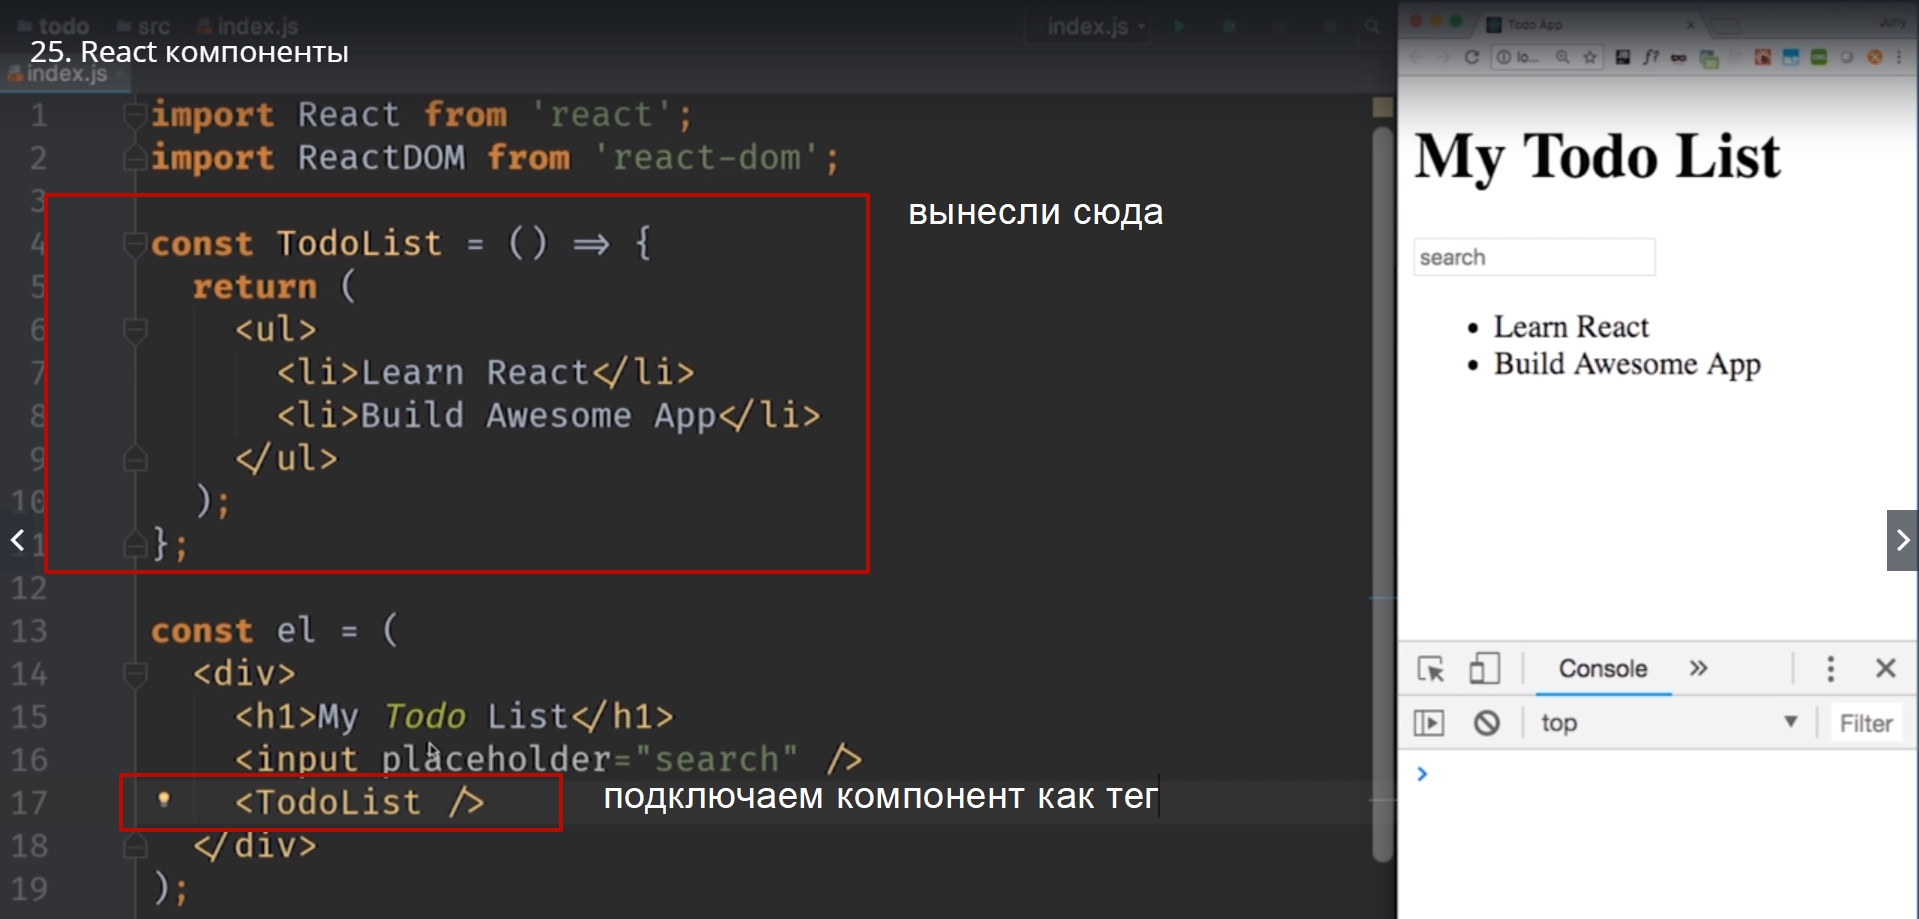 todo src index.js index.js
25. React компоненты
index.js
1 import React from 'react';
2 import ReactDOM from 'react-dom';
3
вынесли сюда
4 const TodoList = () => {
5 return (
6 <ul>
7 <li>Learn React</li>
8 <li>Build Awesome App</li>
9 </ul>
10 );
1 };
12
13 const el = (
14 <div>
15 <h1>My Todo List</h1>
16 <input placeholder="search" />
17 <TodoList />
подключаем компонент как тег
18 </div>
19 );
Todo App
Juriy
lo...
f?
My Todo List
search
• Learn React
• Build Awesome App
Console
top
Filter